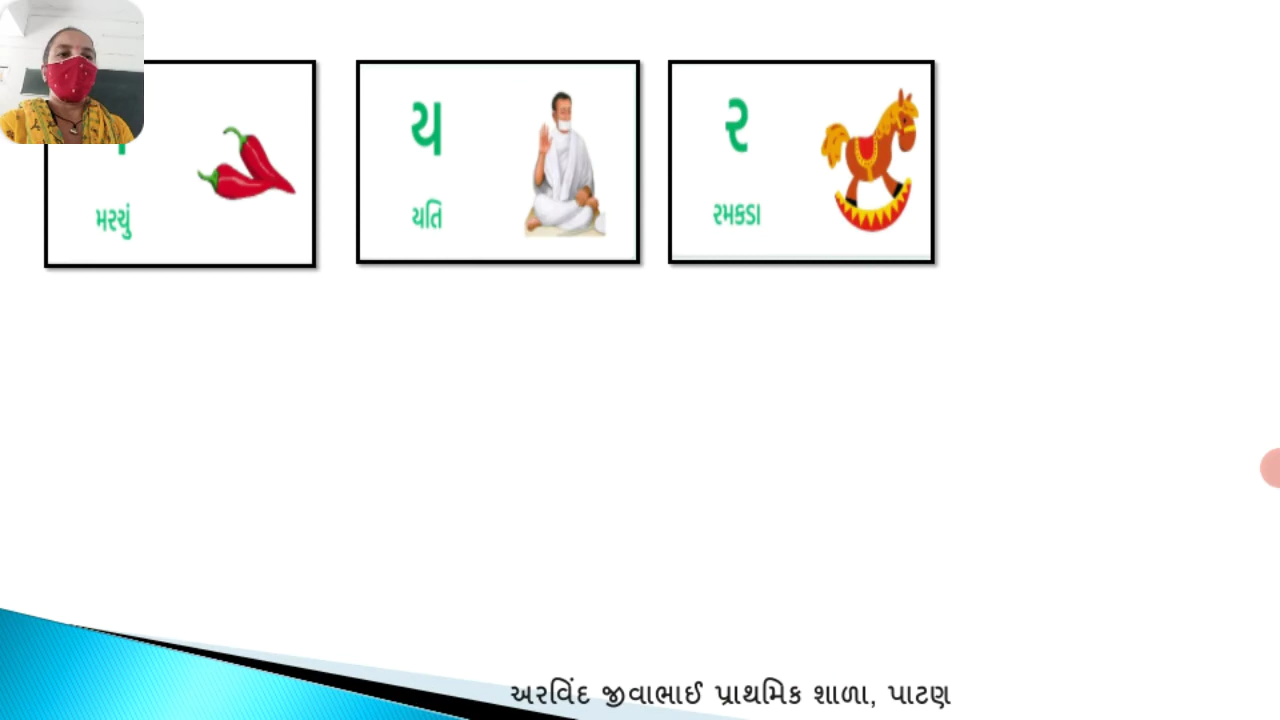 ય
ર
મરચું
યતિ
રમકડા
અરવિંદ જીવાભાઈ પ્રાથમિક શાળા, પાટણ